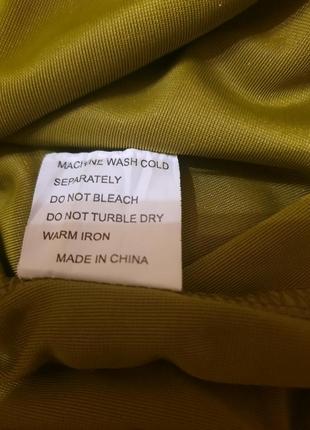 MACHINE WASH COLD
SEPARATELY
DO NOT BLEACH
DO NOT TURBLE DRY
WARM IRON
MADE IN CHINA